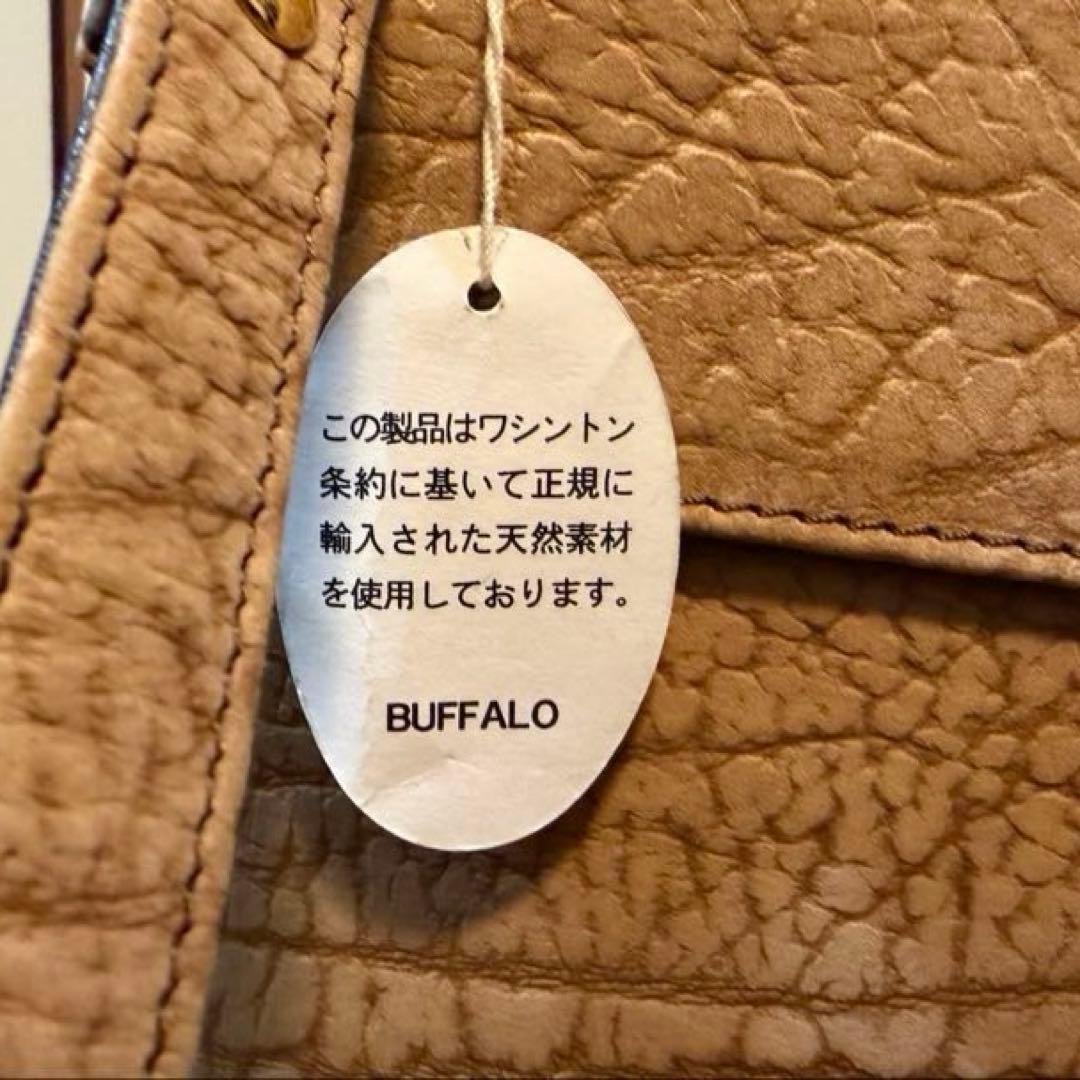 この製品はワシントン
条約に基いて正規に
輸入された天然素材
を使用しております。
BUFFALO